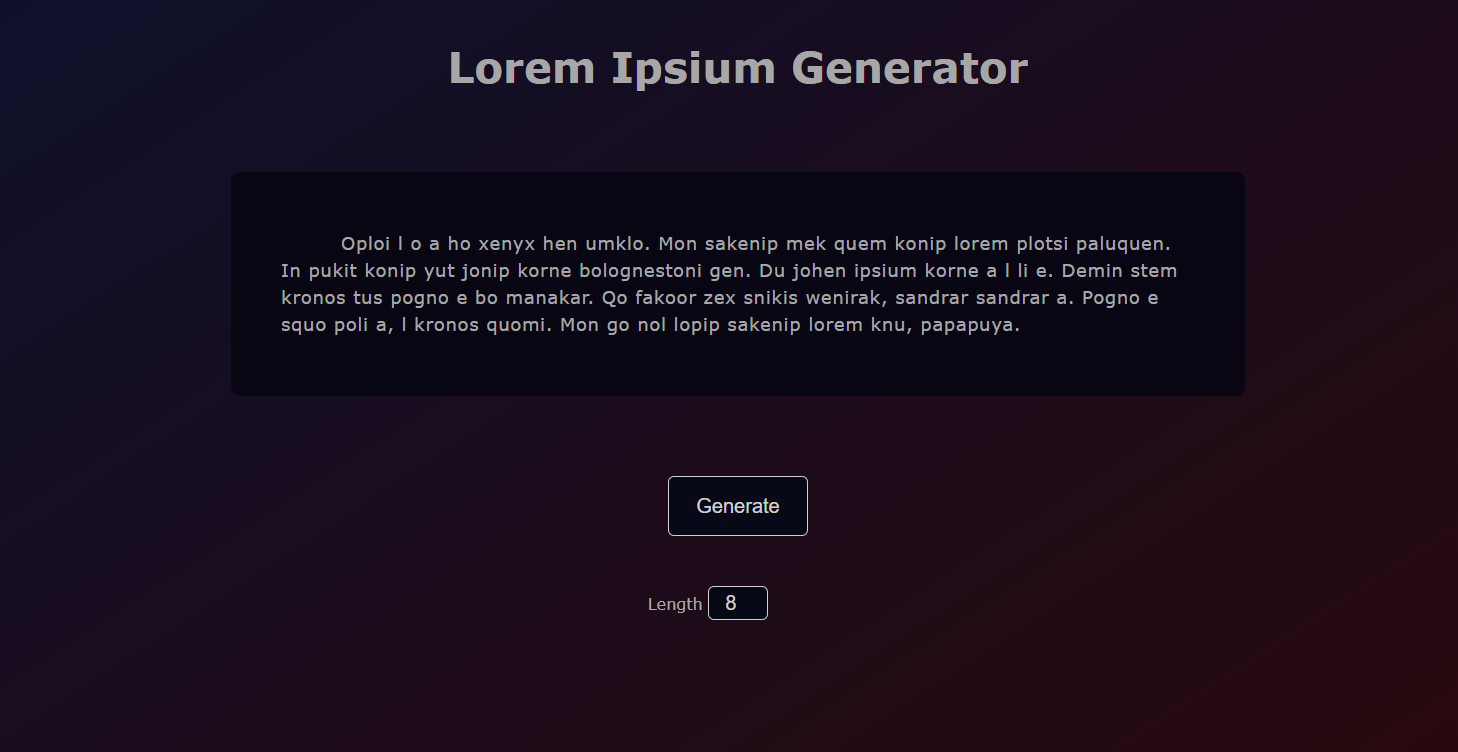 Lorem Ipsium Generator
Oploi l o a ho xenyx hen umklo. Mon sakenip mek quem konip lorem plotsi paluquen.
In pukit konip yut jonip korne bolognestoni gen. Du johen ipsium korne a l li e. Demin stem
kronos tus pogno e bo manakar. Qo fakoor zex snikis wenirak, sandrar sandrar a. Pogno e
squo poli a, l kronos quomi. Mon go nol lopip sakenip lorem knu, papapuya.
Generate
Length 8